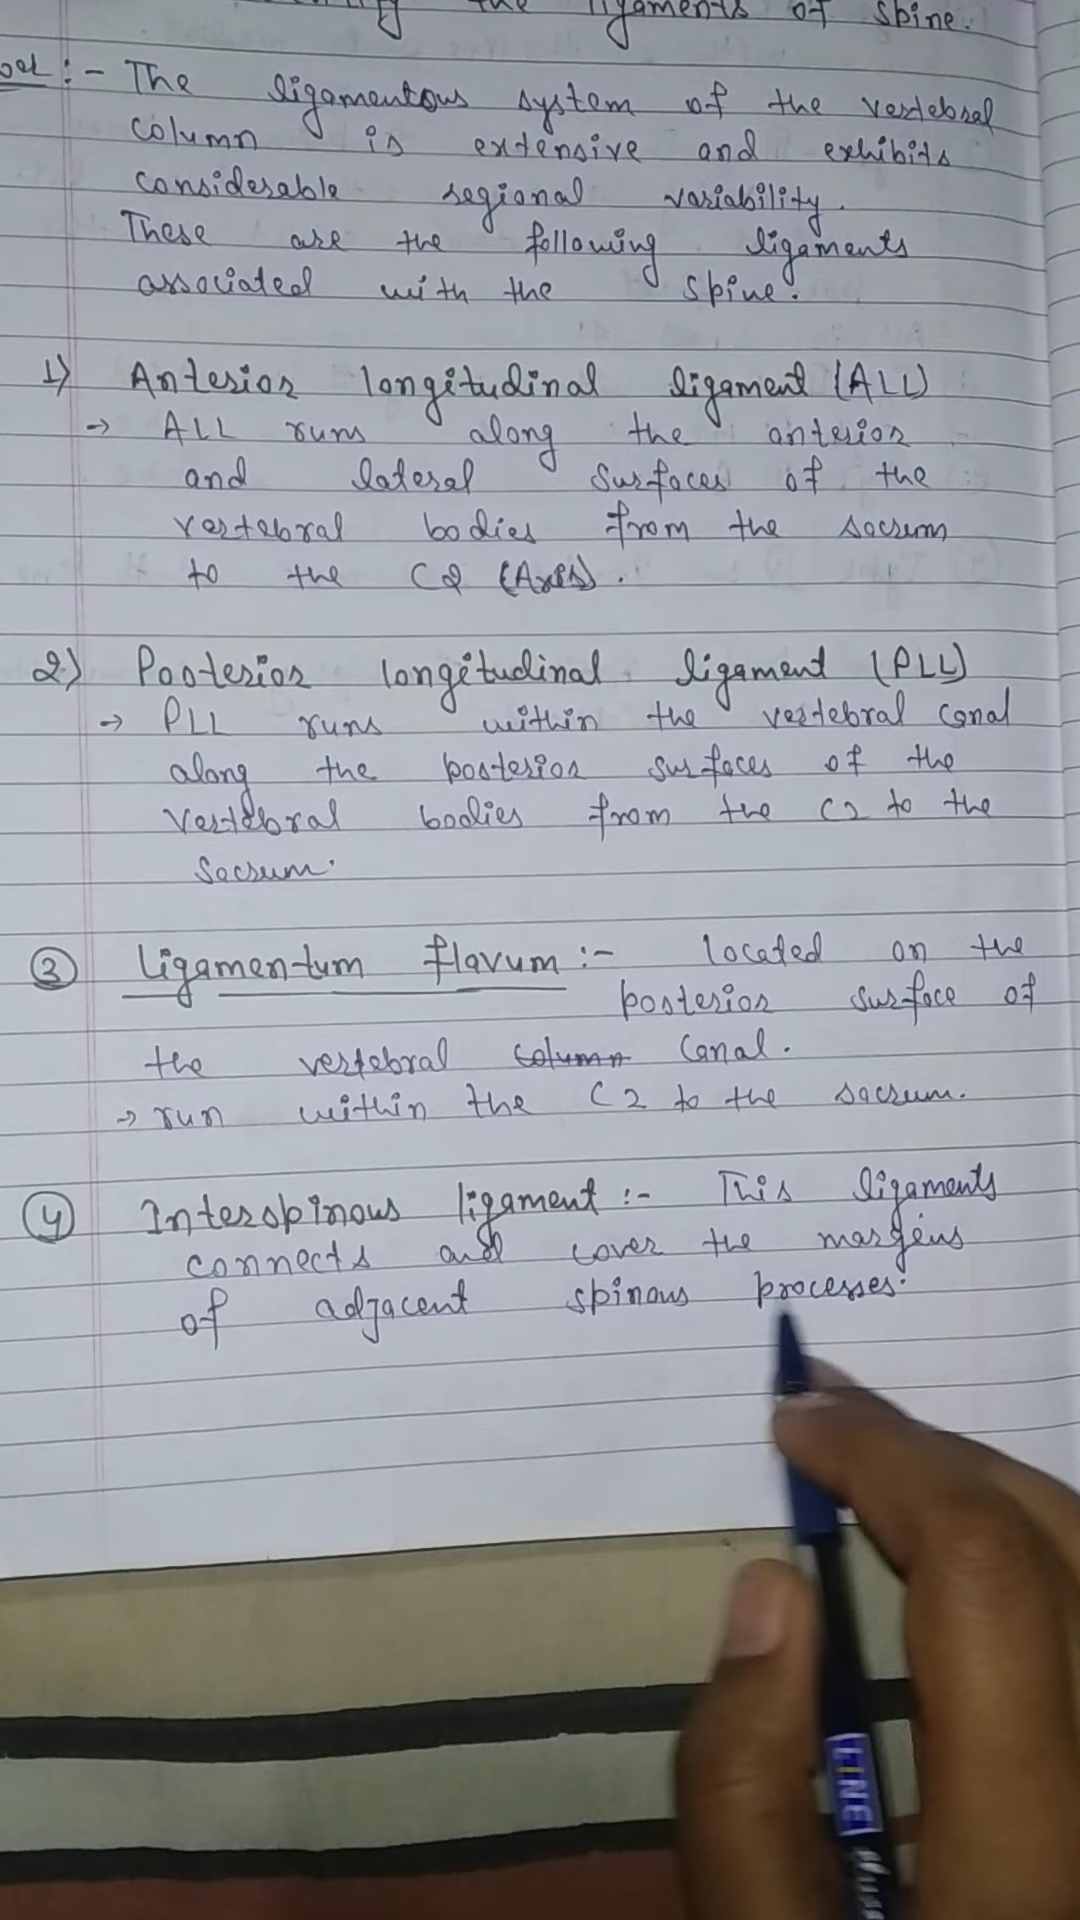 the ligaments of spine.
:- The ligamentous system of the vertebral
column is extensive and exhibits
considerable regional variability.
These are the following ligaments
associated with the spine.
1) Anterior longitudinal ligament (ALL)
→ ALL runs along the anterior
and lateral surfaces of the
vertebral bodies from the sacrum
to the C2 (Axis).
2) Posterior longitudinal ligament (PLL)
→ PLL runs within the vertebral canal
along the posterior surfaces of the
vertebral bodies from the C2 to the
sacrum.
③ Ligamentum flavum :- located on the
posterior surface of
the vertebral column canal.
→ run within the C2 to the sacrum.
④ Interspinous ligament :- This ligaments
connects and cover the margins
of adjacent spinous processes.
FINE